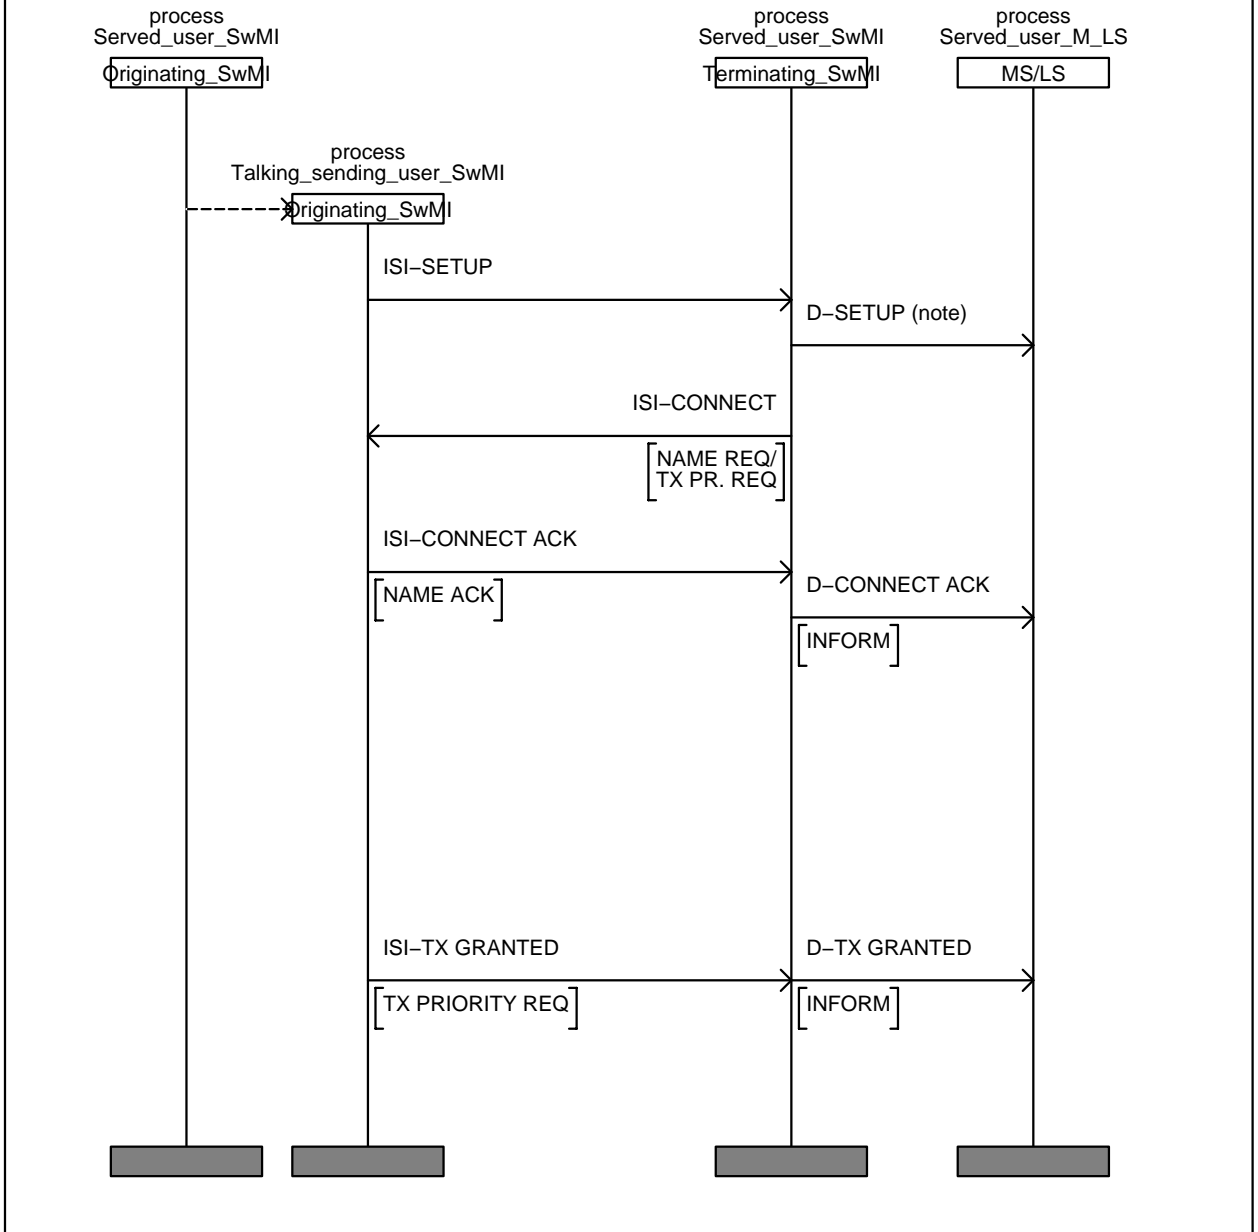 process
Served_user_SwMI
Originating_SwMI
process
Served_user_SwMI
Terminating_SwMI
process
Served_user_M_LS
MS/LS
process
Talking_sending_user_SwMI
Originating_SwMI
ISI−SETUP
D−SETUP (note)
ISI−CONNECT
NAME REQ/
TX PR. REQ
ISI−CONNECT ACK
NAME ACK
D−CONNECT ACK
INFORM
ISI−TX GRANTED
D−TX GRANTED
TX PRIORITY REQ
INFORM